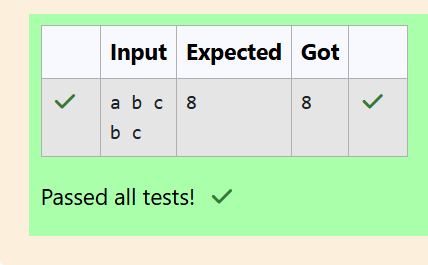 Input Expected Got
a b c 8 8
b c
Passed all tests!